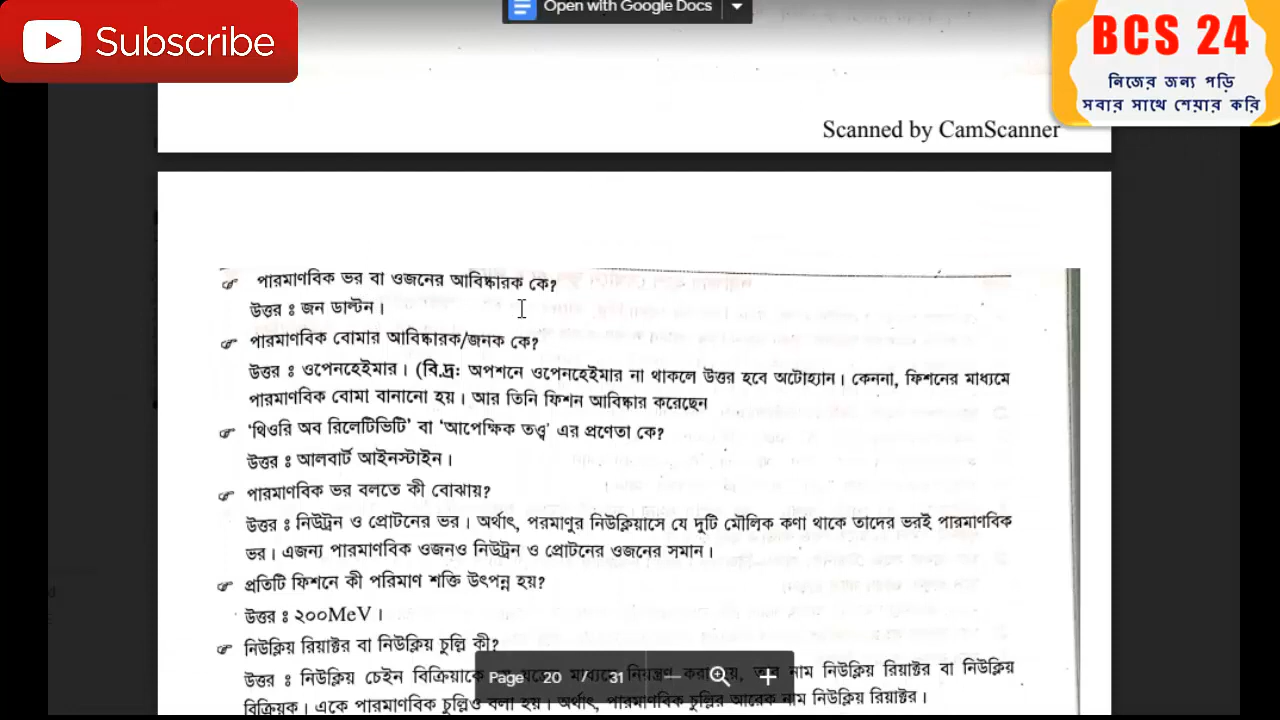 Subscribe
Open with Google Docs
BCS 24
নিজের জন্য পড়ি
সবার সাথে শেয়ার করি
Scanned by CamScanner
পারমাণবিক ভর বা ওজনের আবিষ্কারক কে?
উত্তর ঃ জন ডাল্টন।
পারমাণবিক বোমার আবিষ্কারক/জনক কে?
উত্তর ঃ ওপেনহেইমার। (বি.দ্র: অপশনে ওপেনহেইমার না থাকলে উত্তর হবে অটোহ্যান। কেননা, ফিশনের মাধ্যমে
পারমাণবিক বোমা বানানো হয়। আর তিনি ফিশন আবিষ্কার করেছেন
‘থিওরি অব রিলেটিভিটি’ বা ‘আপেক্ষিক তত্ত্ব’ এর প্রণেতা কে?
উত্তর ঃ আলবার্ট আইনস্টাইন।
পারমাণবিক ভর বলতে কী বোঝায়?
উত্তর ঃ নিউট্রন ও প্রোটনের ভর। অর্থাৎ, পরমাণুর নিউক্লিয়াসে যে দুটি মৌলিক কণা থাকে তাদের ভরই পারমাণবিক
ভর। এজন্য পারমাণবিক ওজনও নিউট্রন ও প্রোটনের ওজনের সমান।
প্রতিটি ফিশনে কী পরিমাণ শক্তি উৎপন্ন হয়?
উত্তর ঃ ২০০MeV।
নিউক্লিয় রিয়াক্টর বা নিউক্লিয় চুল্লি কী?
উত্তর ঃ নিউক্লিয় চেইন বিক্রিয়াকে মাধ্যমে নিয়ন্ত্রণ করা হয়, তার নাম নিউক্লিয় রিয়াক্টর বা নিউক্লিয়
বিক্রিয়ক। একে পারমাণবিক চুল্লিও বলা হয়। অর্থাৎ, পারমাণবিক চুল্লির আরেক নাম নিউক্লিয় রিয়াক্টর।
Page 20 / 31